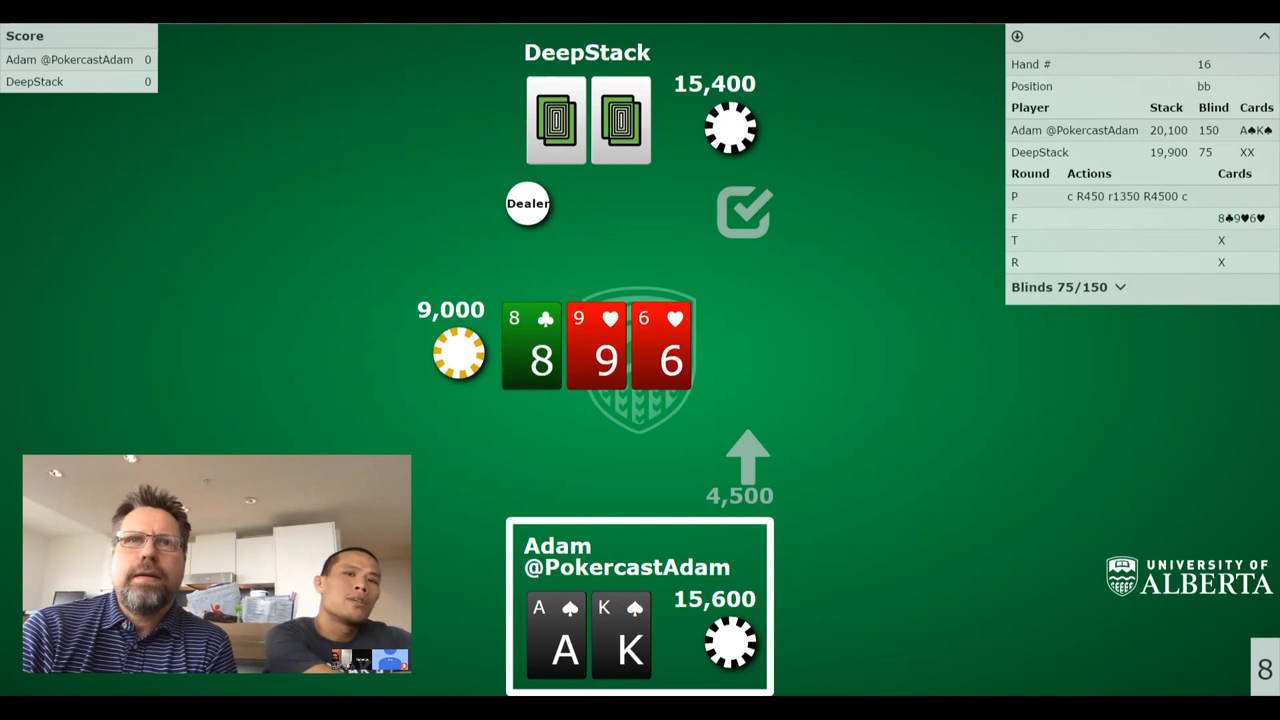 Score
Adam @PokercastAdam 0
DeepStack 0
DeepStack
15,400
Dealer
9,000
8 ♣ 8
9 ♥ 9
6 ♥ 6
4,500
Adam
@PokercastAdam
A ♠ A
K ♠ K
15,600
Hand # 16
Position bb
Player Stack Blind Cards
Adam @PokercastAdam 20,100 150 A♠K♠
DeepStack 19,900 75 XX
Round Actions Cards
P c R450 r1350 R4500 c
F 8♣9♥6♥
T X
R X
Blinds 75/150
UNIVERSITY OF
ALBERTA
8